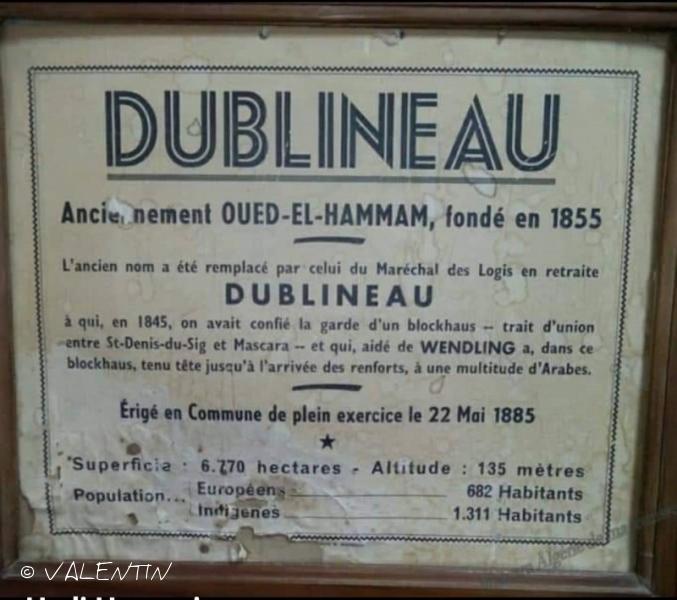 DUBLINEAU
Anciennement OUED-EL-HAMMAM, fondé en 1855
L'ancien nom a été remplacé par celui du Maréchal des Logis en retraite
DUBLINEAU
à qui, en 1845, on avait confié la garde d'un blockhaus -- trait d'union
entre St-Denis-du-Sig et Mascara -- et qui, aidé de WENDLING a, dans ce
blockhaus, tenu tête jusqu'à l'arrivée des renforts, à une multitude d'Arabes.
Érigé en Commune de plein exercice le 22 Mai 1885
Superficie : 6.770 hectares - Altitude : 135 mètres
Population... Européens 682 Habitants
Indigènes 1.311 Habitants
© VALENTIN